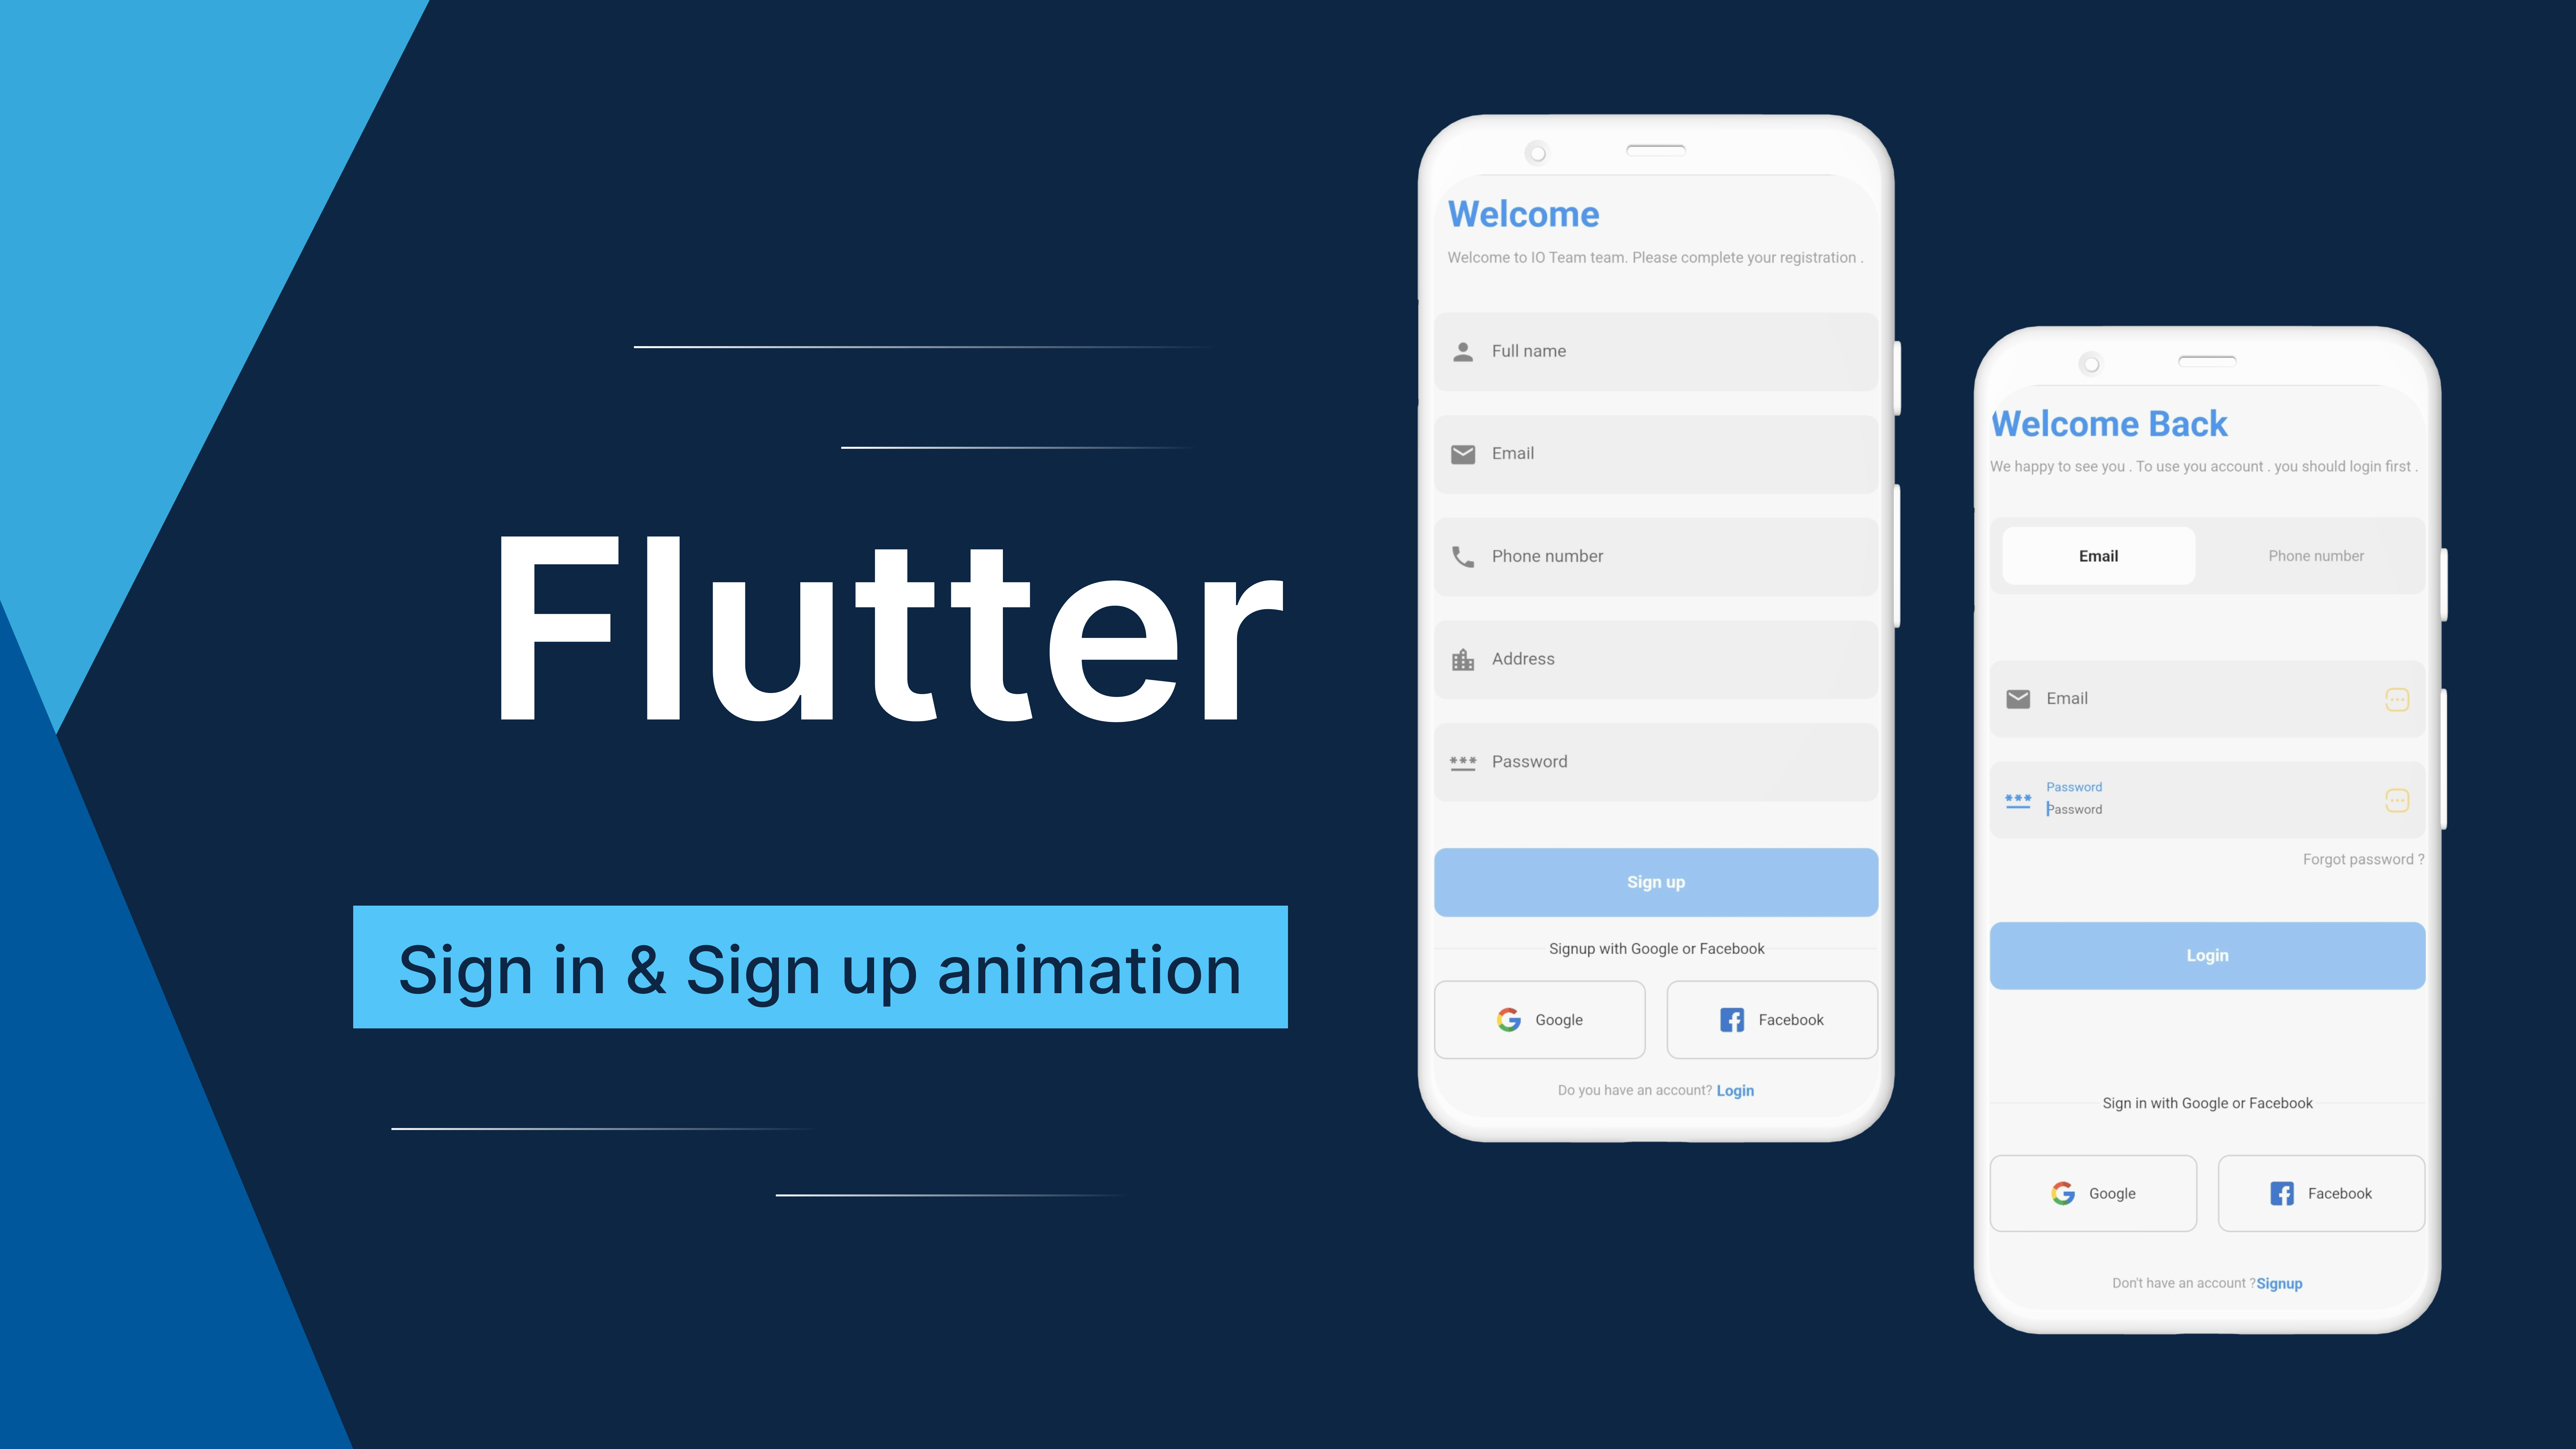 Flutter
Sign in & Sign up animation
Welcome
Welcome to IO Team team. Please complete your registration .
Full name
Email
Phone number
Address
*** Password
Sign up
Signup with Google or Facebook
Google
Facebook
Do you have an account? Login
Welcome Back
We happy to see you . To use you account . you should login first .
Email
Phone number
Email
Password
*** Password
Forgot password ?
Login
Sign in with Google or Facebook
Google
Facebook
Don't have an account ?Signup